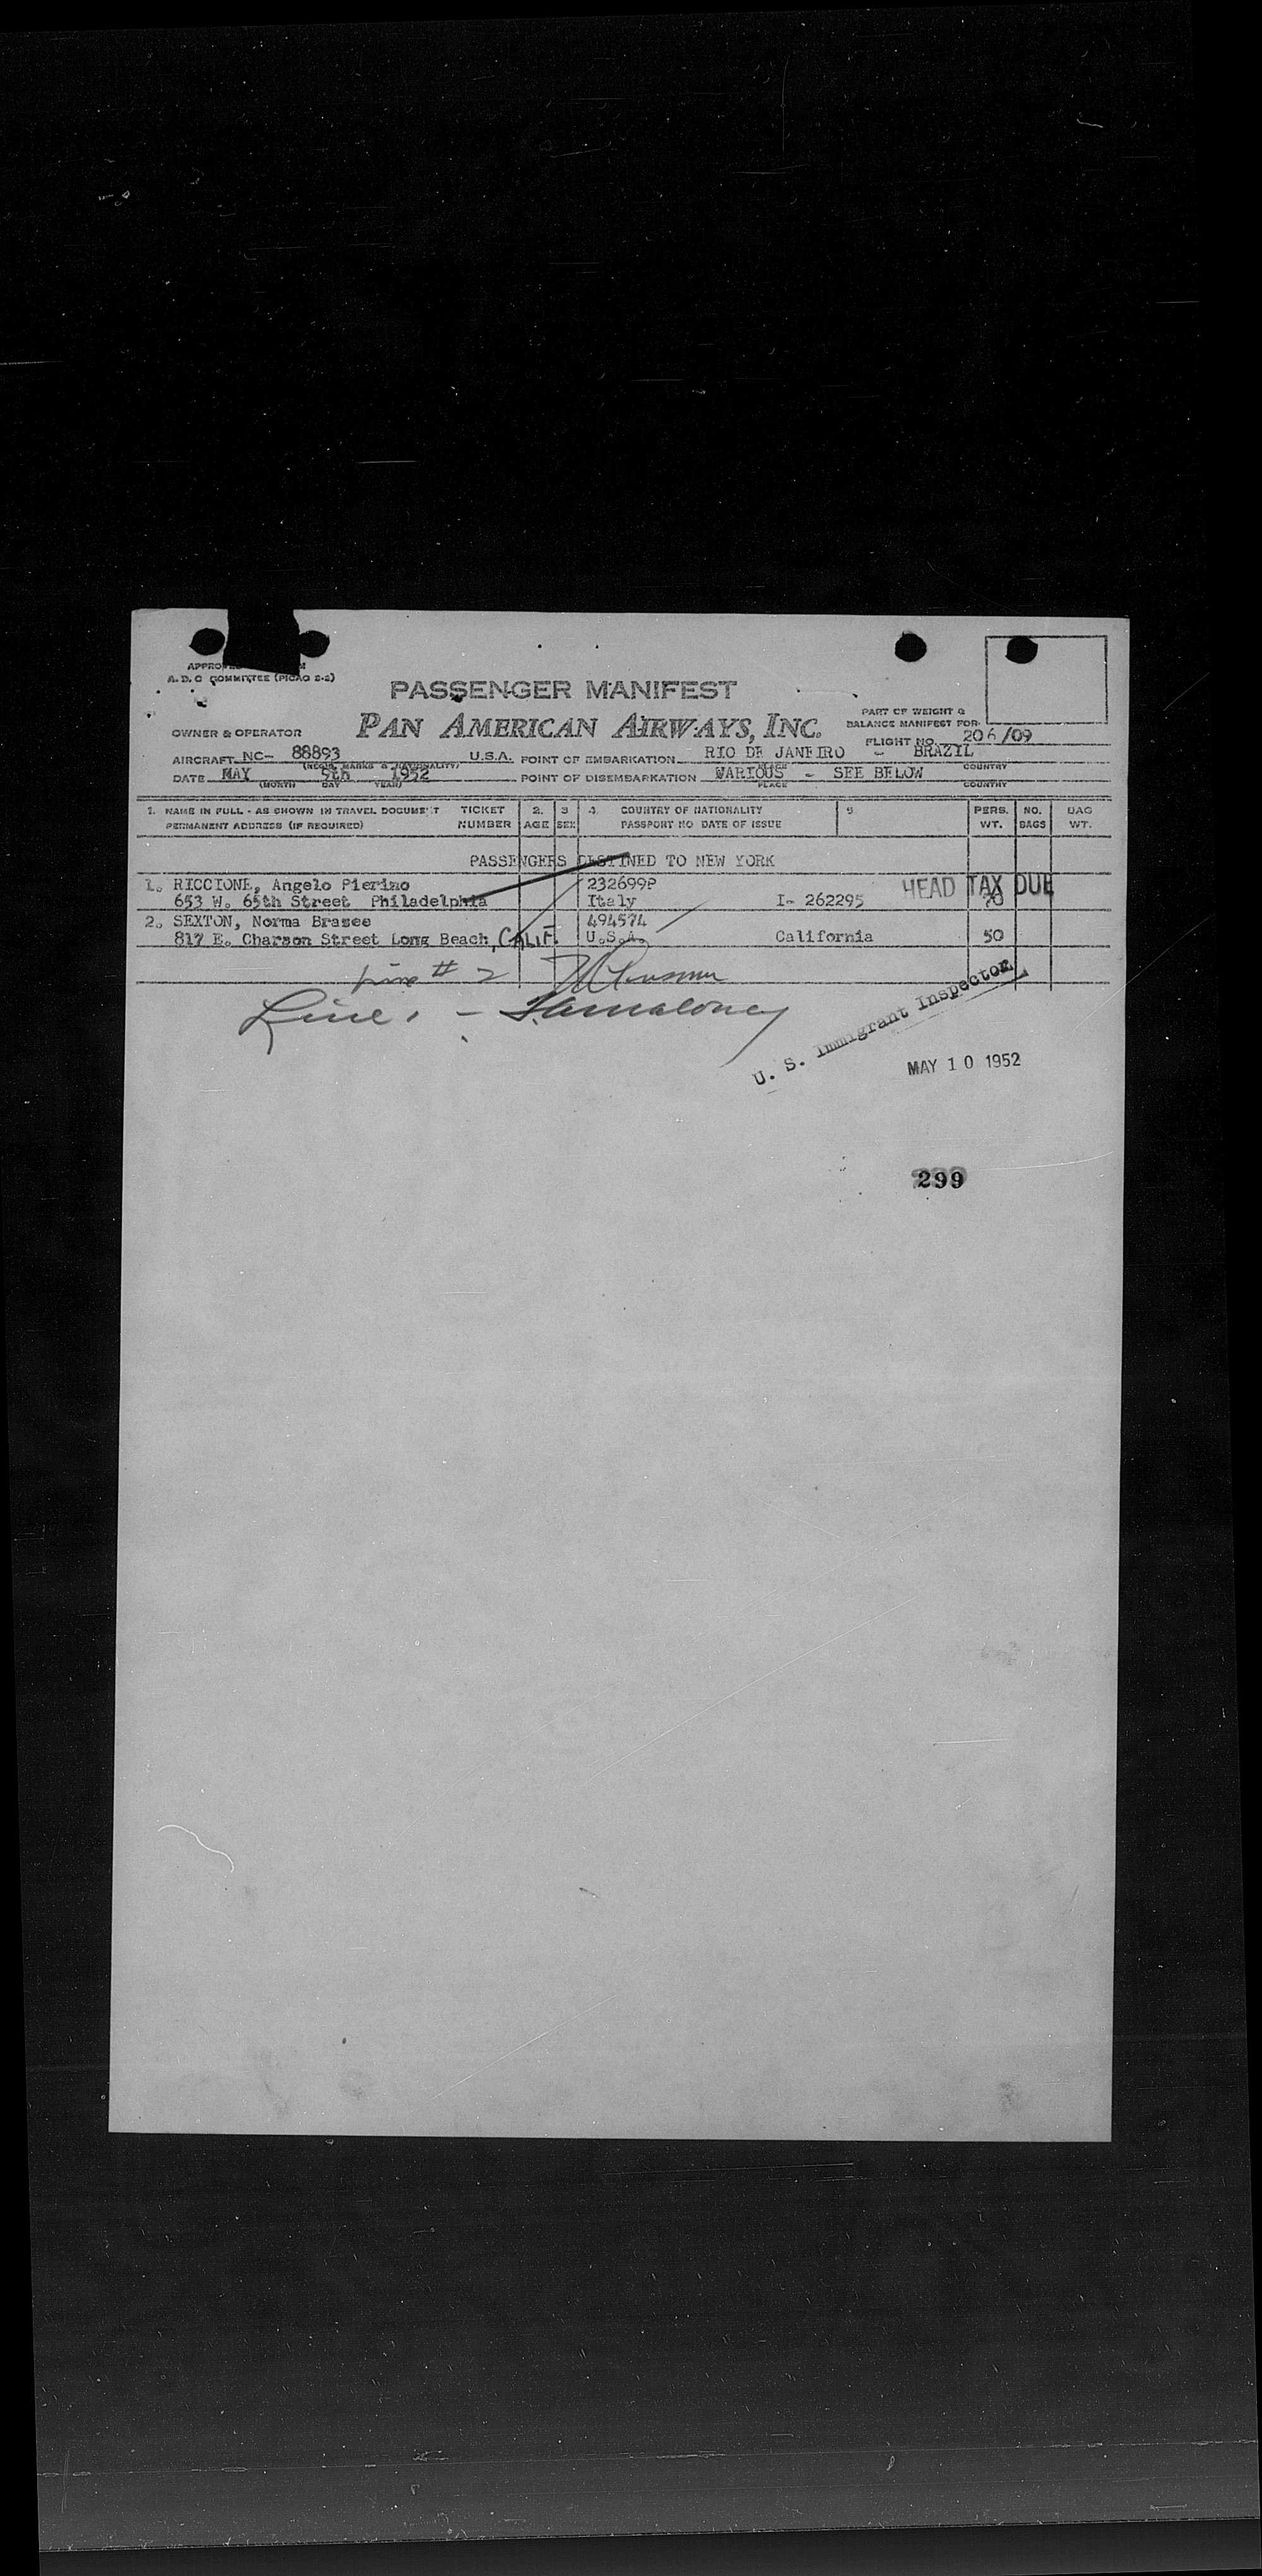 A.D.C COMMITTEE (PICAO 2-2)
PASSENGER MANIFEST
PAN AMERICAN AIRWAYS, INC.
OWNER & OPERATOR
PART OF WEIGHT &
BALANCE MANIFEST FOR
FLIGHT NO. 206/09
AIRCRAFT NC- 88893 U.S.A. POINT OF EMBARKATION RIO DE JANEIRO - BRAZIL
PLACE COUNTRY
DATE MAY 9th 1952 POINT OF DISEMBARKATION VARIOUS - SEE BELOW
(MONTH DAY YEAR) PLACE COUNTRY
1. NAME IN FULL - AS SHOWN IN TRAVEL DOCUMENT TICKET 2. 3 4 COUNTRY OF NATIONALITY 5 PERS. NO. BAG
PERMANENT ADDRESS (IF REQUIRED) NUMBER AGE SEX PASSPORT NO DATE OF ISSUE WT. BAGS WT.
PASSENGERS DESTINED TO NEW YORK
1. RICCIONE, Angelo Pierino 232699P HEAD TAX DUE
653 W. 65th Street Philadelphia Italy I- 262295 70
2. SEXTON, Norma Brasee 494574
817 E. Charson Street Long Beach, CALIF. U.S.A. California 50
Line # 2
Line 1 -
U. S. Immigrant Inspector
MAY 10 1952
299